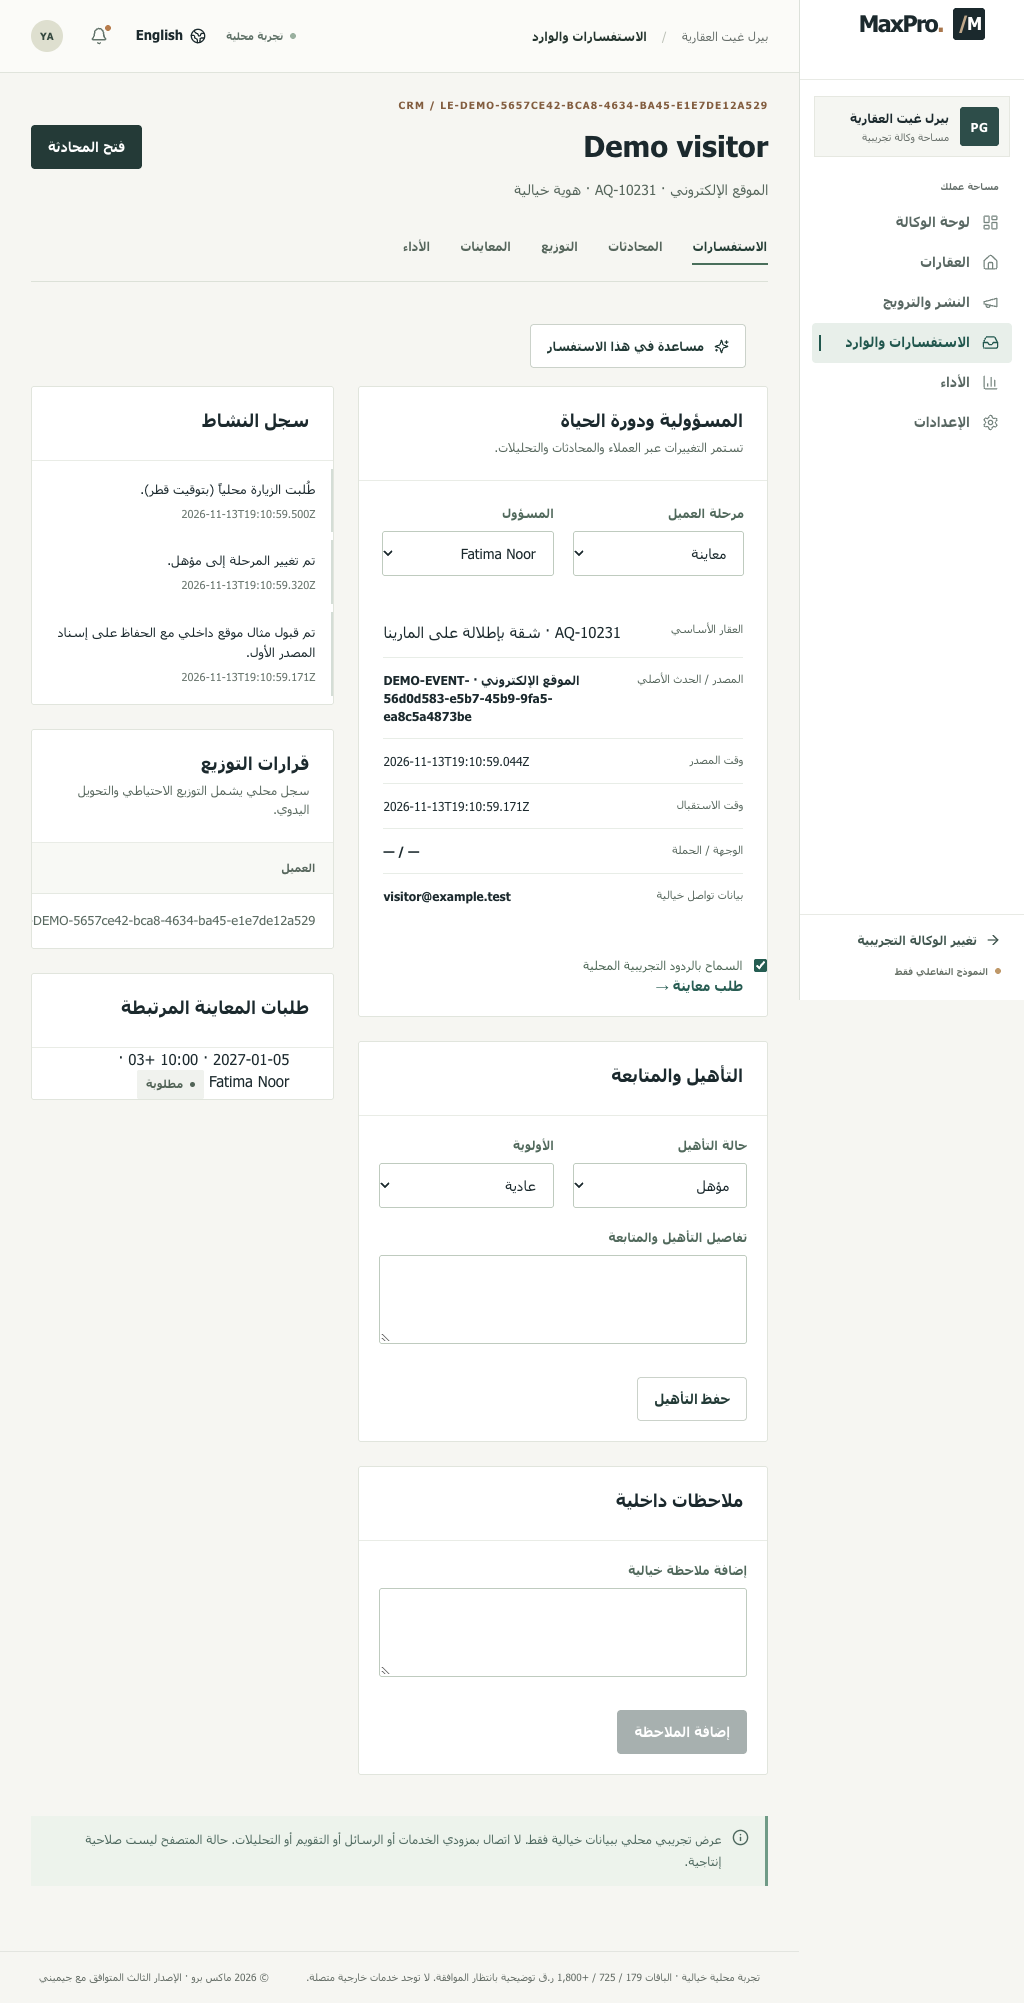 MaxPro. /M
PG
بيرل غيت العقارية
مساحة وكالة تجريبية
مساحة عملك
لوحة الوكالة
العقارات
النشر والترويج
الاستفسارات والوارد
الأداء
الإعدادات
تغيير الوكالة التجريبية
النموذج التفاعلي فقط
بيرل غيت العقارية / الاستفسارات والوارد
تجربة محلية
English
YA
CRM / LE-DEMO-5657CE42-BCA8-4634-BA45-E1E7DE12A529
Demo visitor
فتح المحادثة
الموقع الإلكتروني · AQ-10231 · هوية خيالية
الاستفسارات
المحادثات
التوزيع
المعاينات
الأداء
مساعدة في هذا الاستفسار
المسؤولية ودورة الحياة
تستمر التغييرات عبر العملاء والمحادثات والتحليلات.
مرحلة العميل
المسؤول
معاينة
Fatima Noor
العقار الأساسي
AQ-10231 · شقة بإطلالة على المارينا
المصدر / الحدث الأصلي
الموقع الإلكتروني · DEMO-EVENT-
56d0d583-e5b7-45b9-9fa5-
ea8c5a4873be
وقت المصدر
2026-11-13T19:10:59.044Z
وقت الاستقبال
2026-11-13T19:10:59.171Z
الوجهة / الحملة
— / —
بيانات تواصل خيالية
visitor@example.test
السماح بالردود التجريبية المحلية
طلب معاينة →
التأهيل والمتابعة
حالة التأهيل
الأولوية
مؤهل
عادية
تفاصيل التأهيل والمتابعة
حفظ التأهيل
ملاحظات داخلية
إضافة ملاحظة خيالية
إضافة الملاحظة
سجل النشاط
طُلبت الزيارة محلياً (بتوقيت قطر).
2026-11-13T19:10:59.500Z
تم تغيير المرحلة إلى مؤهل.
2026-11-13T19:10:59.320Z
تم قبول مثال موقع داخلي مع الحفاظ على إسناد
المصدر الأول.
2026-11-13T19:10:59.171Z
قرارات التوزيع
سجل محلي يشمل التوزيع الاحتياطي والتحويل
اليدوي.
العميل
DEMO-5657ce42-bca8-4634-ba45-e1e7de12a529
طلبات المعاينة المرتبطة
2027-01-05 · 10:00 +03 ·
Fatima Noor مطلوبة
عرض تجريبي محلي ببيانات خيالية فقط. لا اتصال بمزودي الخدمات أو الرسائل أو التقويم أو التحليلات. حالة المتصفح ليست صلاحية
إنتاجية.
تجربة محلية خيالية · الباقات 179 / 725 / +1,800 ر.ق توضيحية بانتظار الموافقة. لا توجد خدمات خارجية متصلة.
© 2026 ماكس برو · الإصدار الثالث المتوافق مع جيميني